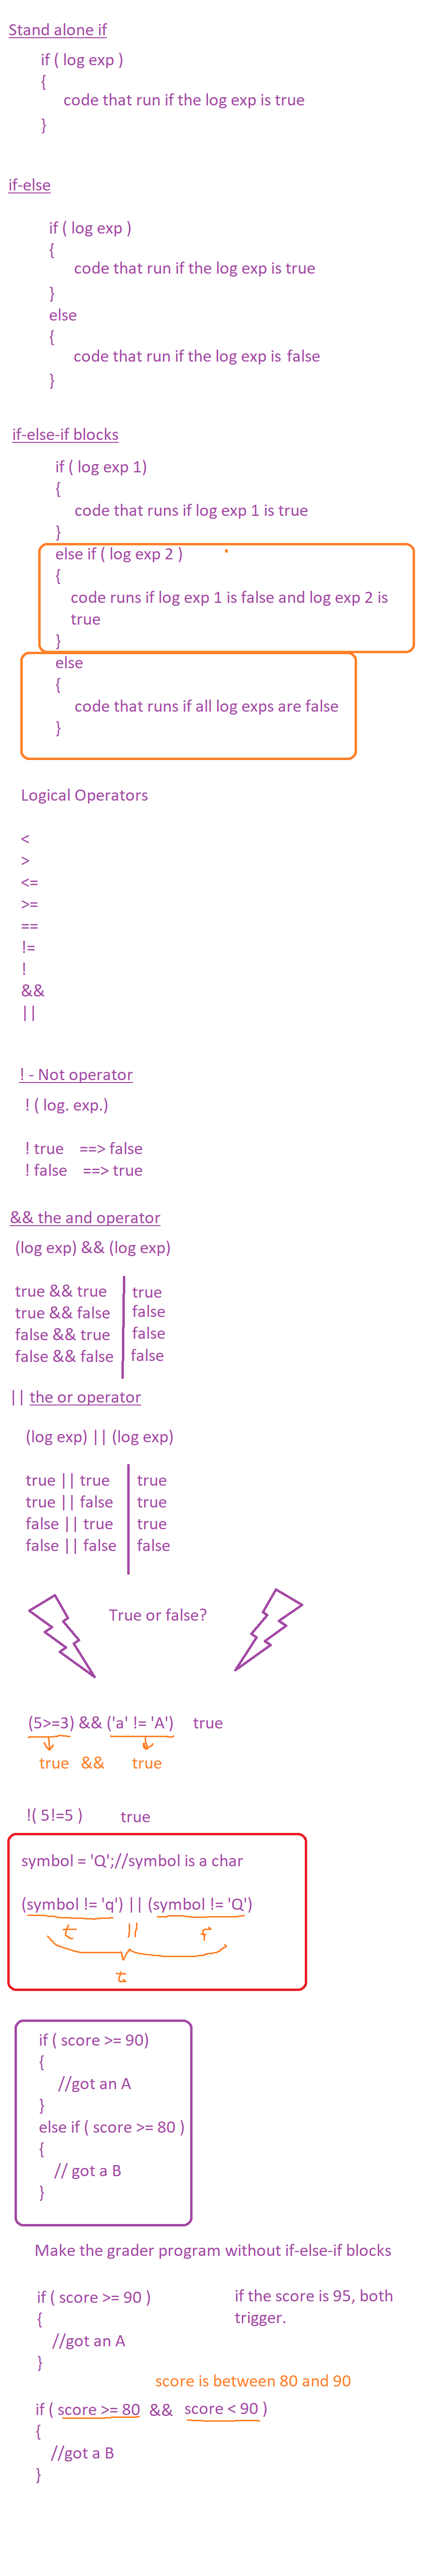 Stand alone if
if ( log exp )
{
code that run if the log exp is true
}
if-else
if ( log exp )
{
code that run if the log exp is true
}
else
{
code that run if the log exp is false
}
if-else-if blocks
if ( log exp 1)
{
code that runs if log exp 1 is true
}
else if ( log exp 2 )
{
code runs if log exp 1 is false and log exp 2 is
true
}
else
{
code that runs if all log exps are false
}
Logical Operators
<
>
<=
>=
==
!=
!
&&
||
! - Not operator
! ( log. exp.)
! true ==> false
! false ==> true
&& the and operator
(log exp) && (log exp)
true && true true
true && false false
false && true false
false && false false
|| the or operator
(log exp) || (log exp)
true || true true
true || false true
false || true true
false || false false
True or false?
(5>=3) && ('a' != 'A') true
true && true
!( 5!=5 ) true
symbol = 'Q';//symbol is a char
(symbol != 'q') || (symbol != 'Q')
t || f
t
if ( score >= 90)
{
//got an A
}
else if ( score >= 80 )
{
// got a B
}
Make the grader program without if-else-if blocks
if ( score >= 90 )
{
//got an A
}
if the score is 95, both
trigger.
score is between 80 and 90
if ( score >= 80 && score < 90 )
{
//got a B
}